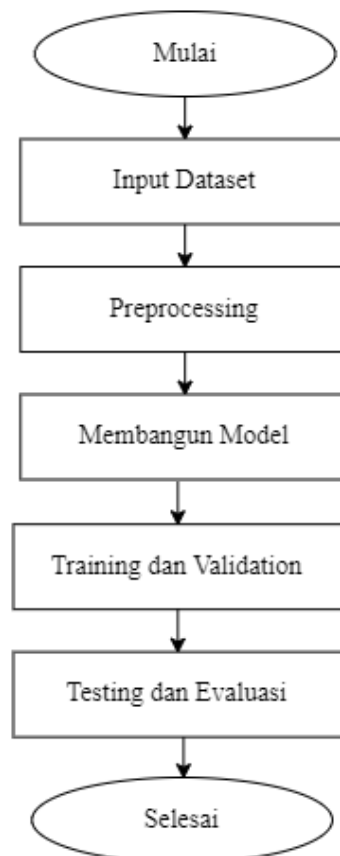 Mulai
Input Dataset
Preprocessing
Membangun Model
Training dan Validation
Testing dan Evaluasi
Selesai